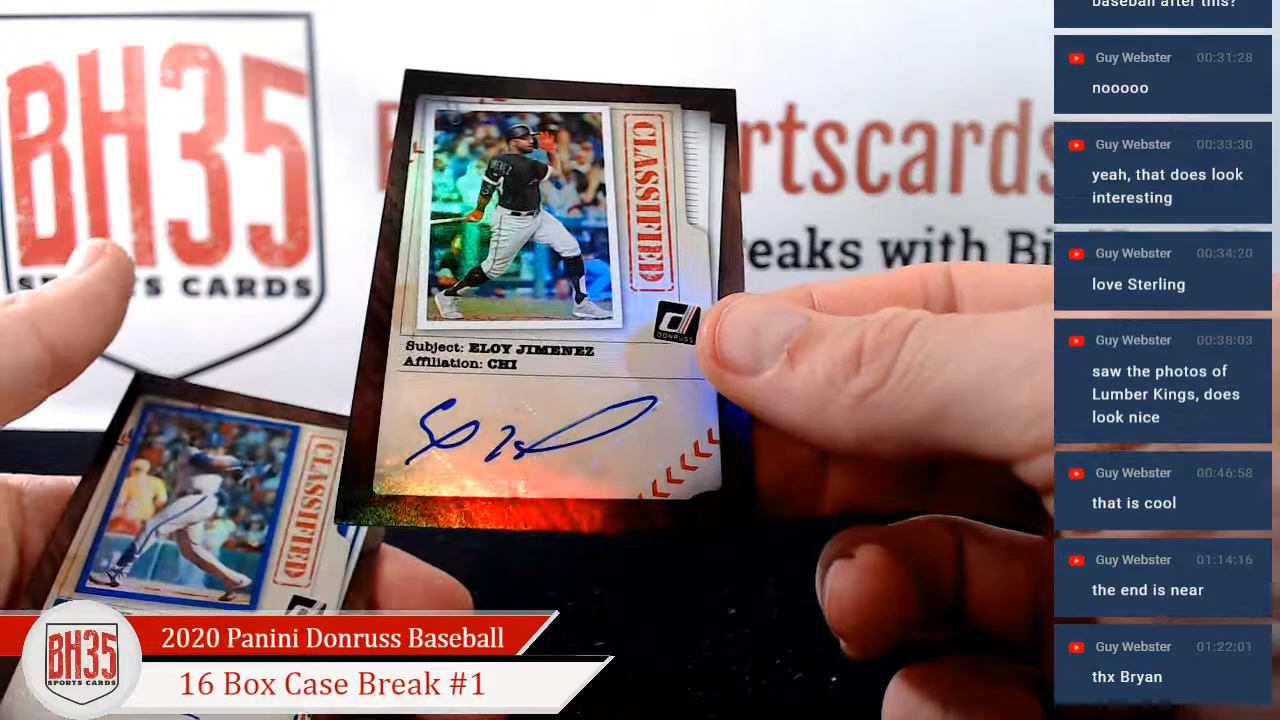 BH35
SPORTS CARDS
rtscards
eaks with Bi
CLASSIFIED
DONRUSS
Subject: ELOY JIMENEZ
Affiliation: CHI
CLASSIFIED
BH35
SPORTS CARDS
2020 Panini Donruss Baseball
16 Box Case Break #1
baseball after this?
Guy Webster 00:31:28
nooooo
Guy Webster 00:33:30
yeah, that does look
interesting
Guy Webster 00:34:20
love Sterling
Guy Webster 00:38:03
saw the photos of
Lumber Kings, does
look nice
Guy Webster 00:46:58
that is cool
Guy Webster 01:14:16
the end is near
Guy Webster 01:22:01
thx Bryan